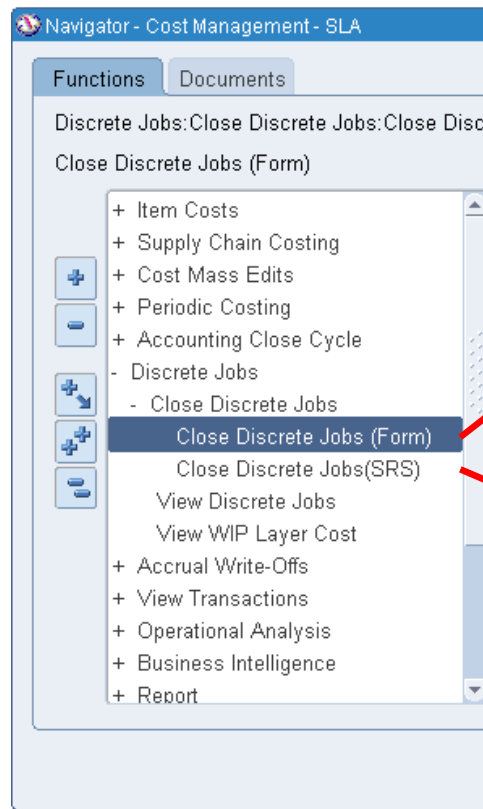 Navigator - Cost Management - SLA
Functions Documents
Discrete Jobs:Close Discrete Jobs:Close Disc
Close Discrete Jobs (Form)
+ Item Costs
+ Supply Chain Costing
+ Cost Mass Edits
+ Periodic Costing
+ Accounting Close Cycle
- Discrete Jobs
- Close Discrete Jobs
Close Discrete Jobs (Form)
Close Discrete Jobs(SRS)
View Discrete Jobs
View WIP Layer Cost
+ Accrual Write-Offs
+ View Transactions
+ Operational Analysis
+ Business Intelligence
+ Report